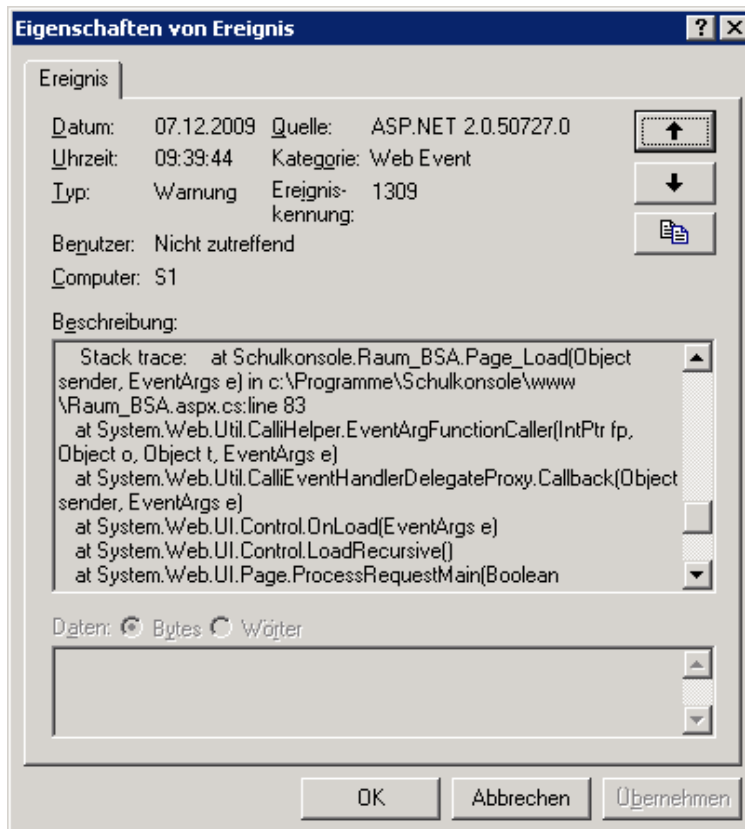 Eigenschaften von Ereignis
Ereignis
Datum: 07.12.2009 Quelle: ASP.NET 2.0.50727.0
Uhrzeit: 09:39:44 Kategorie: Web Event
Typ: Warnung Ereignis-
kennung: 1309
Benutzer: Nicht zutreffend
Computer: S1
Beschreibung:
Stack trace: at Schulkonsole.Raum_BSA.Page_Load(Object
sender, EventArgs e) in c:\Programme\Schulkonsole\www
\Raum_BSA.aspx.cs:line 83
at System.Web.Util.CalliHelper.EventArgFunctionCaller(IntPtr fp,
Object o, Object t, EventArgs e)
at System.Web.Util.CalliEventHandlerDelegateProxy.Callback(Object
sender, EventArgs e)
at System.Web.UI.Control.OnLoad(EventArgs e)
at System.Web.UI.Control.LoadRecursive()
at System.Web.UI.Page.ProcessRequestMain(Boolean
Daten: Bytes Wörter
OK Abbrechen Übernehmen